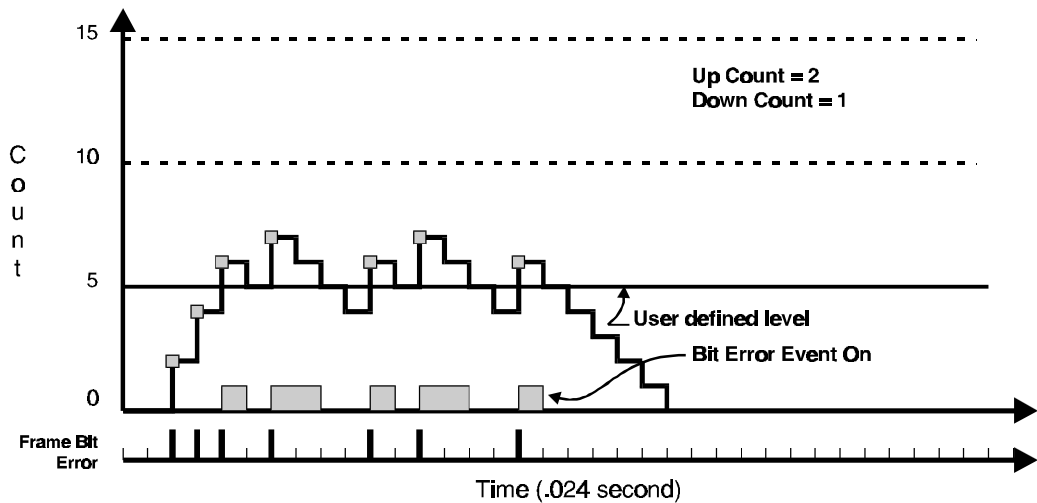 15
Up Count = 2
Down Count = 1
10
Count
5
User defined level
Bit Error Event On
0
Frame Bit
Error
Time (.024 second)